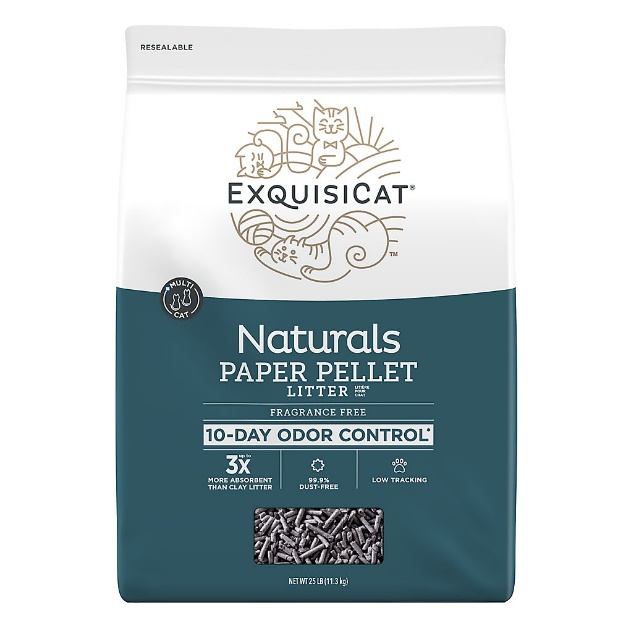 RESEALABLE
EXQUISICAT®
™
MULTI
CAT
Naturals
PAPER PELLET
LITTER LITIÈRE POUR CHAT
FRAGRANCE FREE
10-DAY ODOR CONTROL*
up to
3X
MORE ABSORBENT
THAN CLAY LITTER
99.9%
DUST-FREE
LOW TRACKING
NET WT 25 LB (11.3 kg)